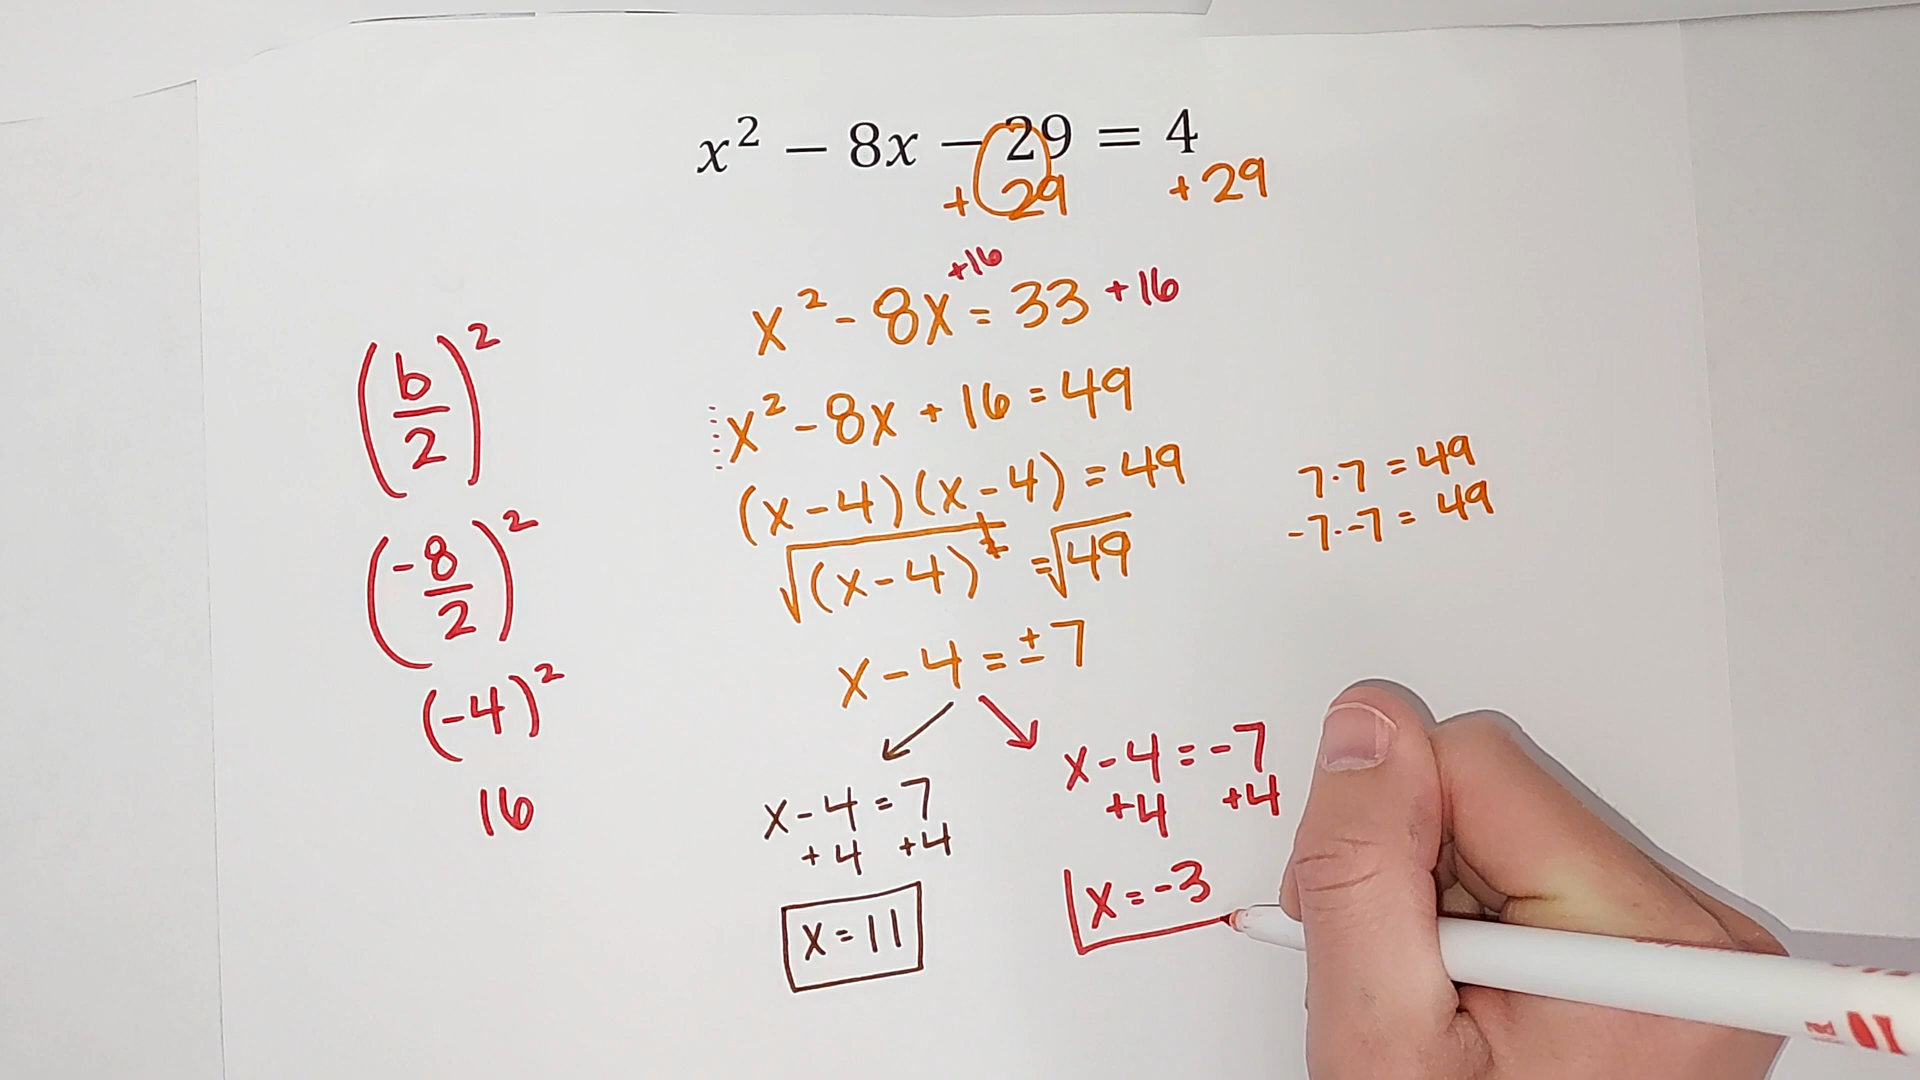 x² − 8x − 29 = 4
+ 29 + 29
+16
x² - 8x = 33 + 16
(b/2)²
x² - 8x + 16 = 49
(x - 4)(x - 4) = 49
7·7 = 49
-7·-7 = 49
√(x - 4)² = √49
(-8/2)²
x - 4 = ±7
(-4)²
16
x - 4 = 7
+4 +4
x = 11
x - 4 = -7
+4 +4
x = -3